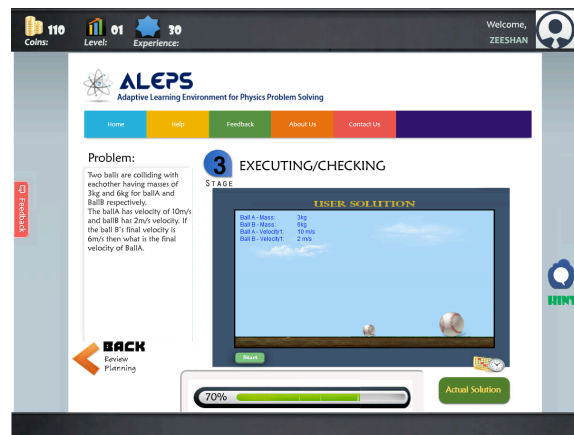 110
Coins:
01
Level:
30
Experience:
Welcome,
ZEESHAN
ALEPS
Adaptive Learning Environment for Physics Problem Solving
Home
Help
Feedback
About Us
Contact Us
Problem:
Two balls are colliding with
eachother having masses of
3kg and 6kg for ballA and
BallB respectively.
The ballA has velocity of 10m/s
and ballB has 2m/s velocity. If
the ball B's final velocity is
6m/s then what is the final
velocity of BallA.
3
STAGE
EXECUTING/CHECKING
USER SOLUTION
Ball A - Mass: 3kg
Ball B - Mass: 6kg
Ball A - Velocity1: 10 m/s
Ball B - Velocity1: 2 m/s
Feedback
HINT
BACK
Review
Planning
Start
70%
Actual Solution